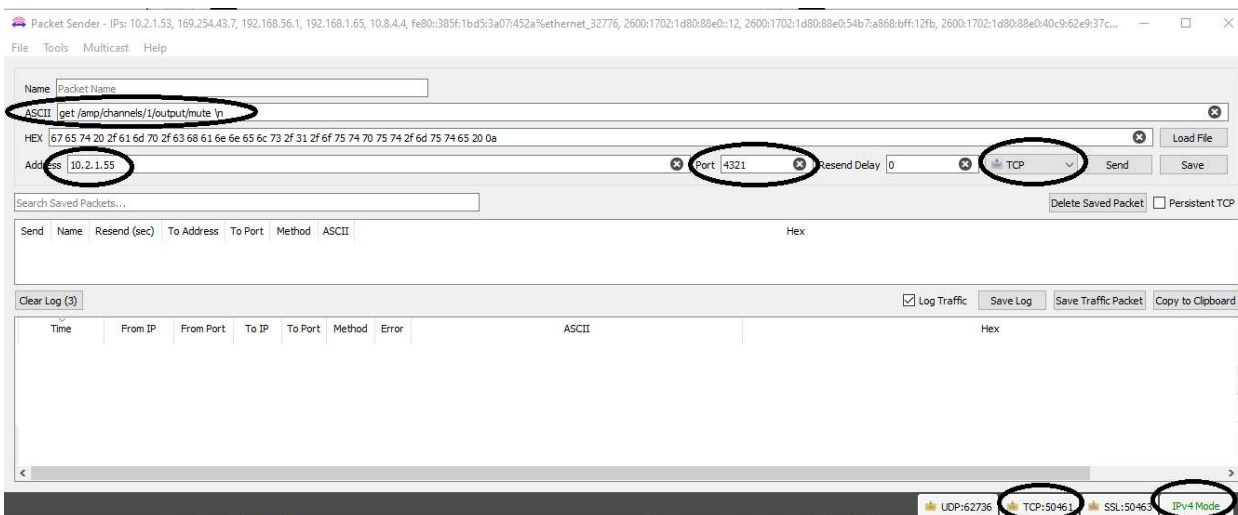 Packet Sender - IPs: 10.2.1.53, 169.254.43.7, 192.168.56.1, 192.168.1.65, 10.8.4.4, fe80::385f:1bd5:3a07:452a%ethernet_32776, 2600:1702:1d80:88e0::12, 2600:1702:1d80:88e0:54b7:a868:bff:12fb, 2600:1702:1d80:88e0:40c9:62e9:37c...
File Tools Multicast Help
Name Packet Name
ASCII get /amp/channels/1/output/mute \n
HEX 67 65 74 20 2f 61 6d 70 2f 63 68 61 6e 6e 65 6c 73 2f 31 2f 6f 75 74 70 75 74 2f 6d 75 74 65 20 0a Load File
Address 10.2.1.55 Port 4321 Resend Delay 0 TCP Send Save
Search Saved Packets... Delete Saved Packet Persistent TCP
Send Name Resend (sec) To Address To Port Method ASCII Hex
Clear Log (3) Log Traffic Save Log Save Traffic Packet Copy to Clipboard
Time From IP From Port To IP To Port Method Error ASCII Hex
UDP:62736 TCP:50461 SSL:50463 IPv4 Mode